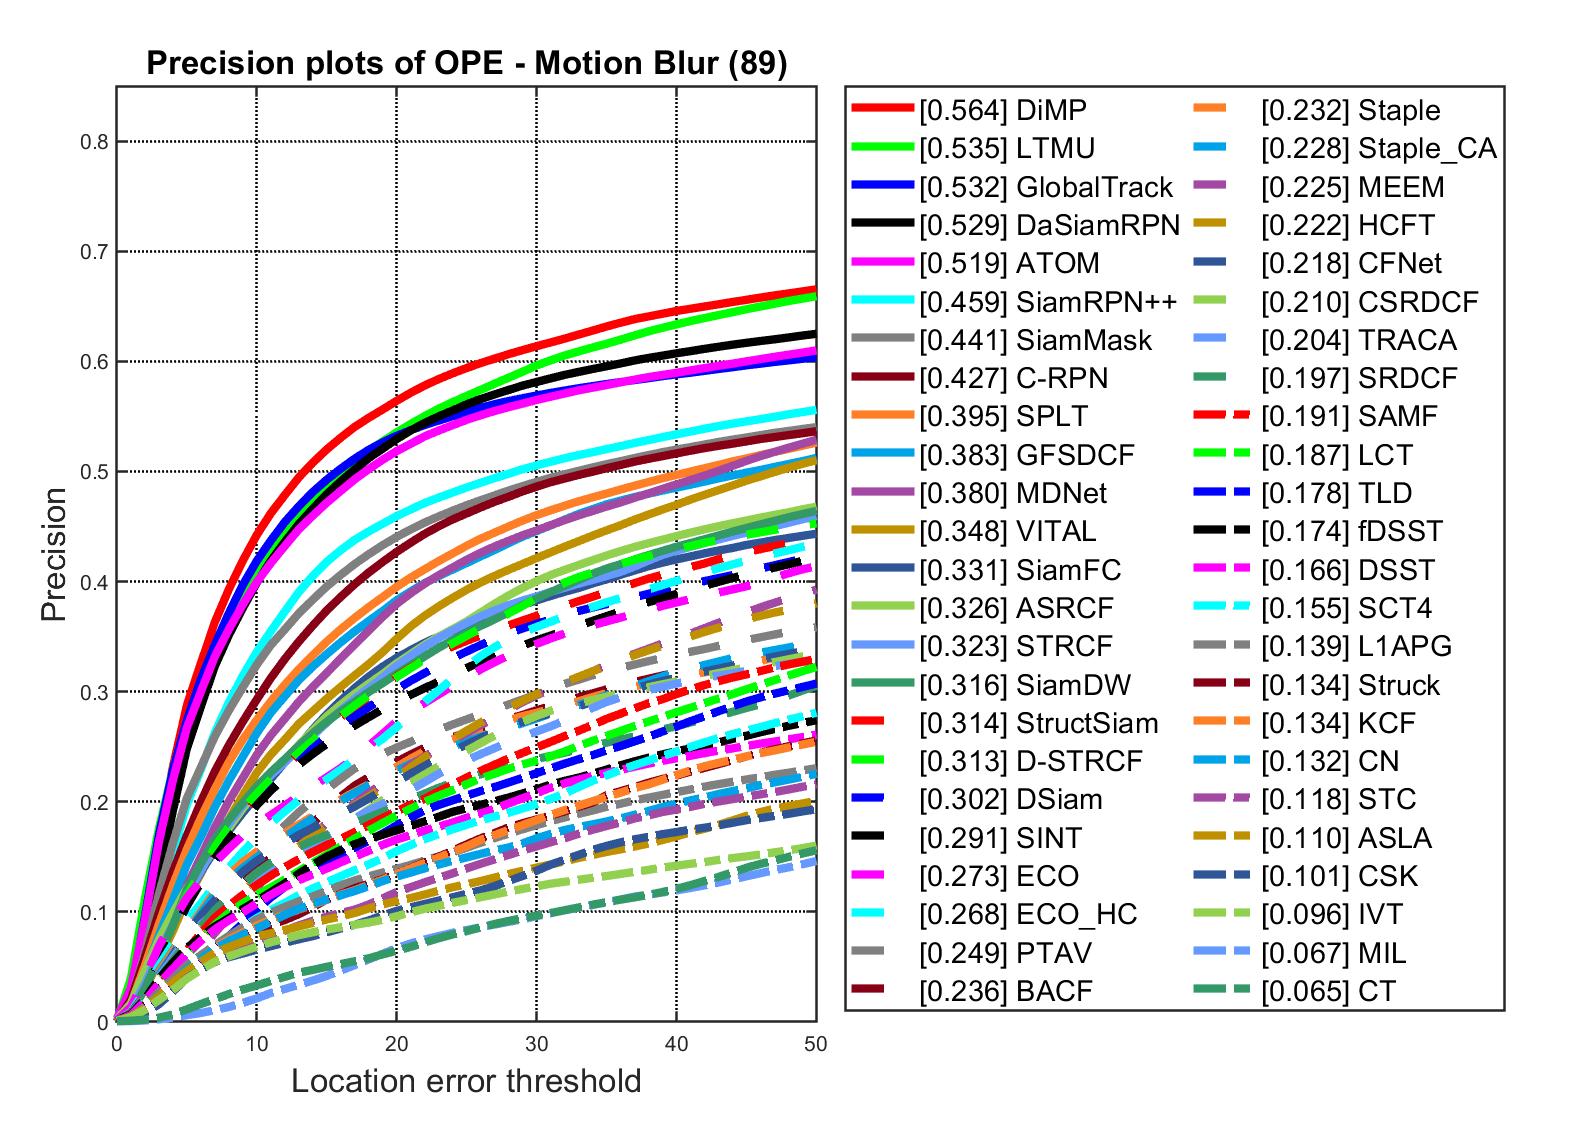 Precision plots of OPE - Motion Blur (89)
Precision
0.8
0.7
0.6
0.5
0.4
0.3
0.2
0.1
0
0 10 20 30 40 50
Location error threshold
[0.564] DiMP
[0.535] LTMU
[0.532] GlobalTrack
[0.529] DaSiamRPN
[0.519] ATOM
[0.459] SiamRPN++
[0.441] SiamMask
[0.427] C-RPN
[0.395] SPLT
[0.383] GFSDCF
[0.380] MDNet
[0.348] VITAL
[0.331] SiamFC
[0.326] ASRCF
[0.323] STRCF
[0.316] SiamDW
[0.314] StructSiam
[0.313] D-STRCF
[0.302] DSiam
[0.291] SINT
[0.273] ECO
[0.268] ECO_HC
[0.249] PTAV
[0.236] BACF
[0.232] Staple
[0.228] Staple_CA
[0.225] MEEM
[0.222] HCFT
[0.218] CFNet
[0.210] CSRDCF
[0.204] TRACA
[0.197] SRDCF
[0.191] SAMF
[0.187] LCT
[0.178] TLD
[0.174] fDSST
[0.166] DSST
[0.155] SCT4
[0.139] L1APG
[0.134] Struck
[0.134] KCF
[0.132] CN
[0.118] STC
[0.110] ASLA
[0.101] CSK
[0.096] IVT
[0.067] MIL
[0.065] CT